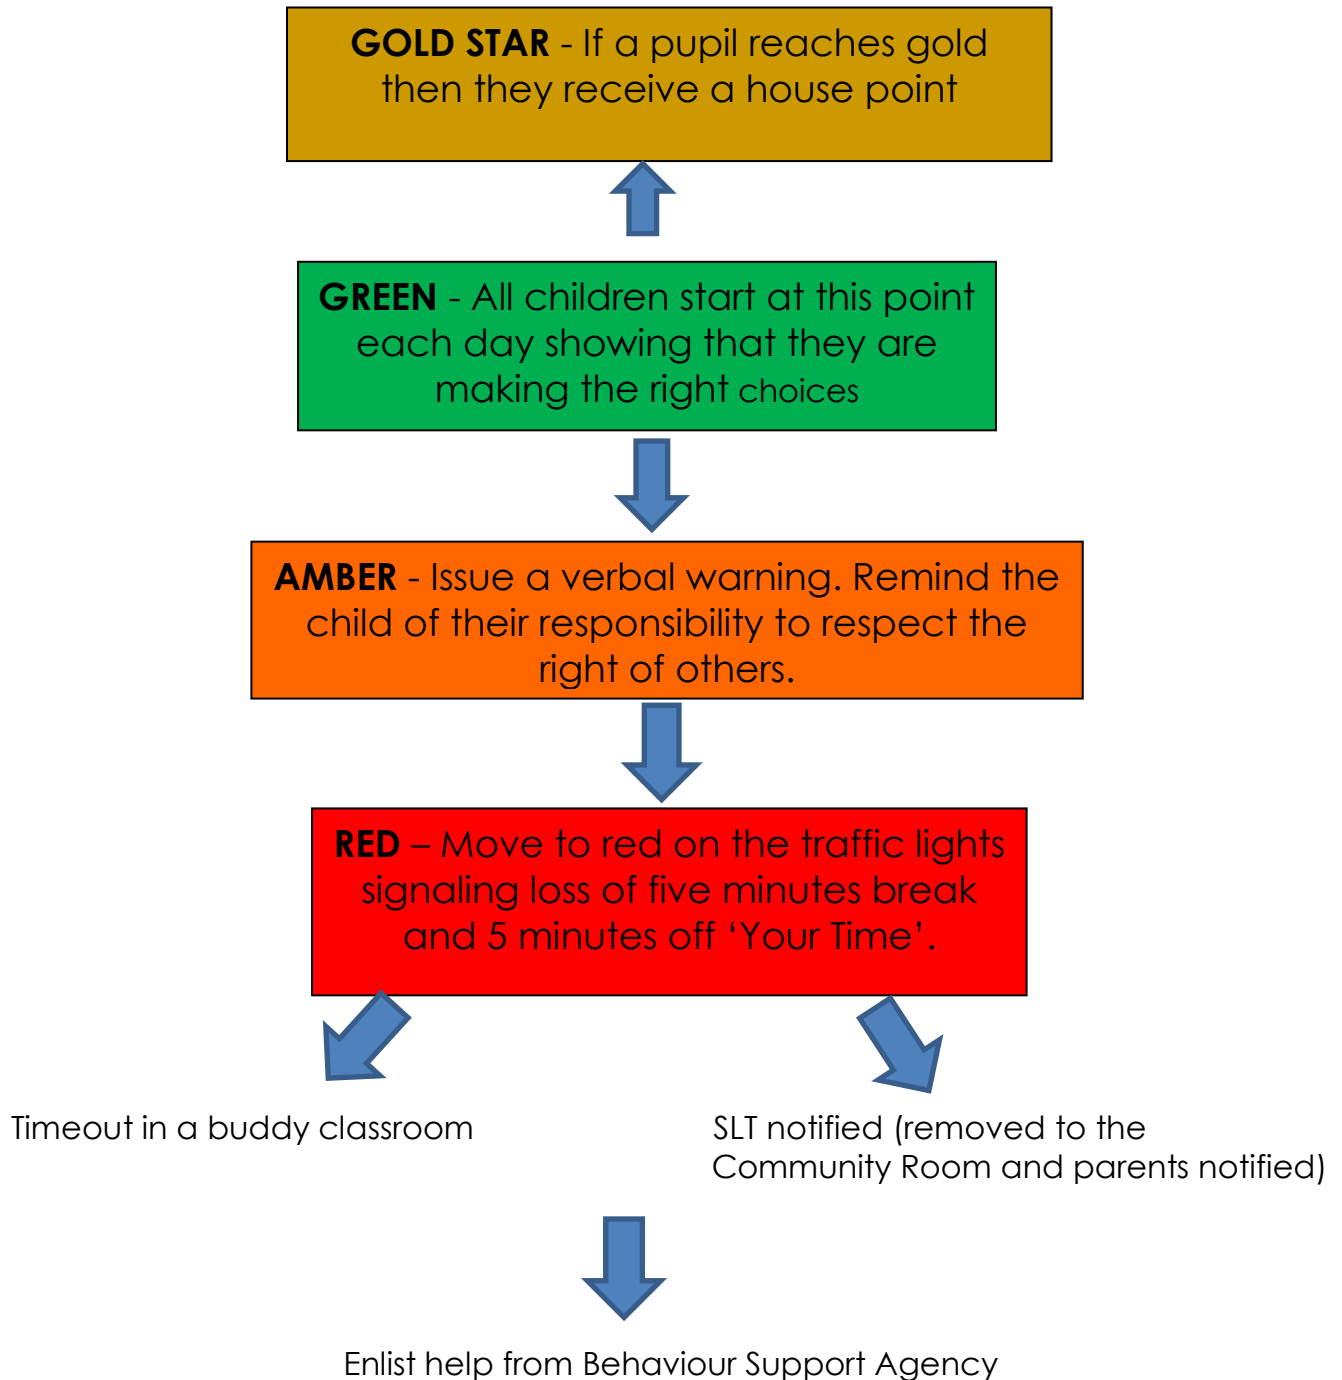 GOLD STAR - If a pupil reaches gold
then they receive a house point
GREEN - All children start at this point
each day showing that they are
making the right choices
AMBER - Issue a verbal warning. Remind the
child of their responsibility to respect the
right of others.
RED – Move to red on the traffic lights
signaling loss of five minutes break
and 5 minutes off ‘Your Time’.
Timeout in a buddy classroom
SLT notified (removed to the
Community Room and parents notified)
Enlist help from Behaviour Support Agency